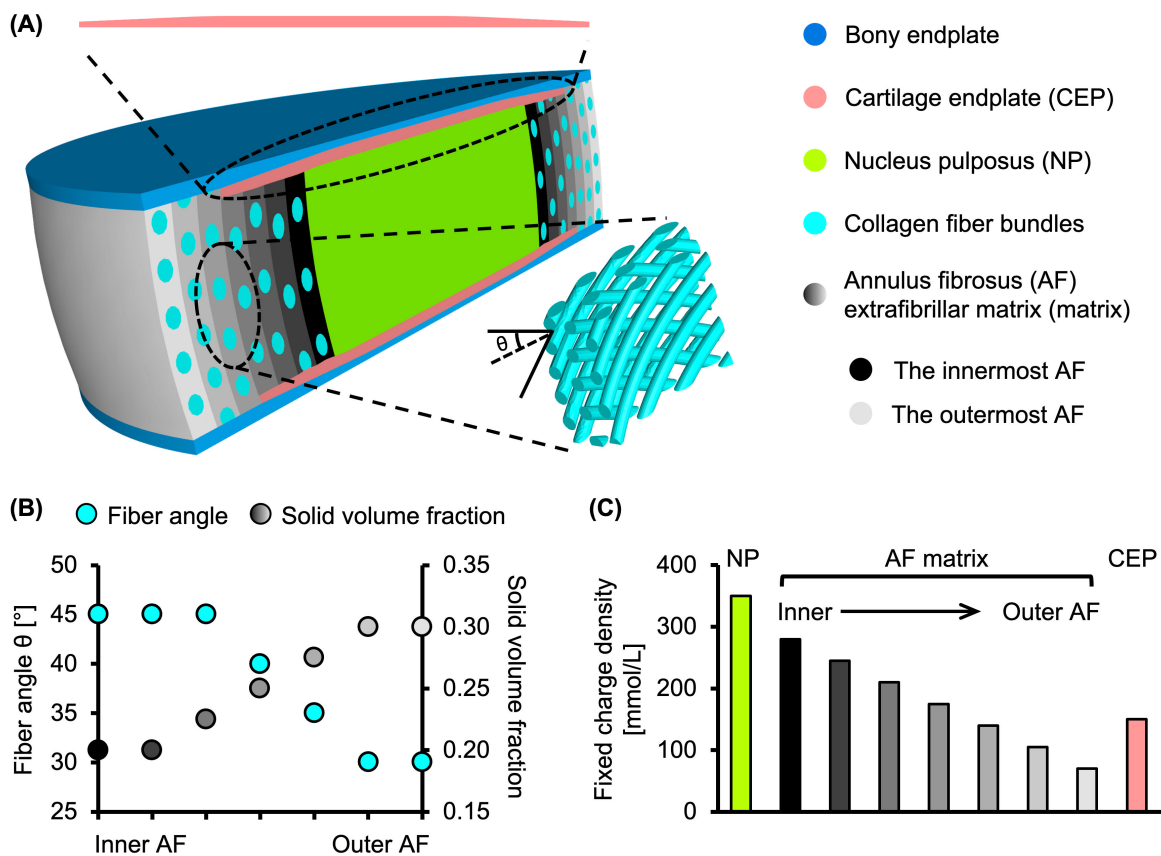 (A)
Bony endplate
Cartilage endplate (CEP)
Nucleus pulposus (NP)
Collagen fiber bundles
Annulus fibrosus (AF)
extrafibrillar matrix (matrix)
The innermost AF
The outermost AF
θ
(B)
Fiber angle
Solid volume fraction
Fiber angle θ [°]
50
45
40
35
30
25
0.35
0.30
0.25
0.20
0.15
Solid volume fraction
Inner AF
Outer AF
(C)
NP
AF matrix
CEP
Inner
Outer AF
Fixed charge density
[mmol/L]
400
300
200
100
0